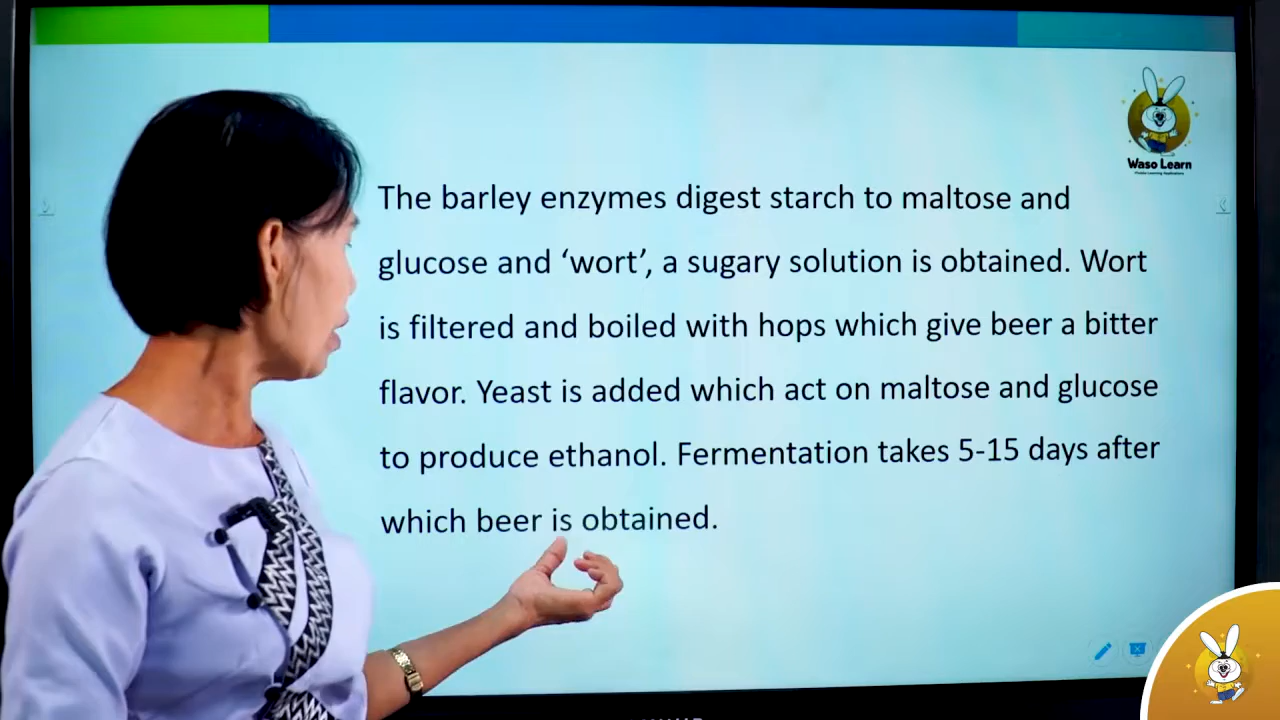 Waso Learn
The barley enzymes digest starch to maltose and
glucose and ‘wort’, a sugary solution is obtained. Wort
is filtered and boiled with hops which give beer a bitter
flavor. Yeast is added which act on maltose and glucose
to produce ethanol. Fermentation takes 5-15 days after
which beer is obtained.